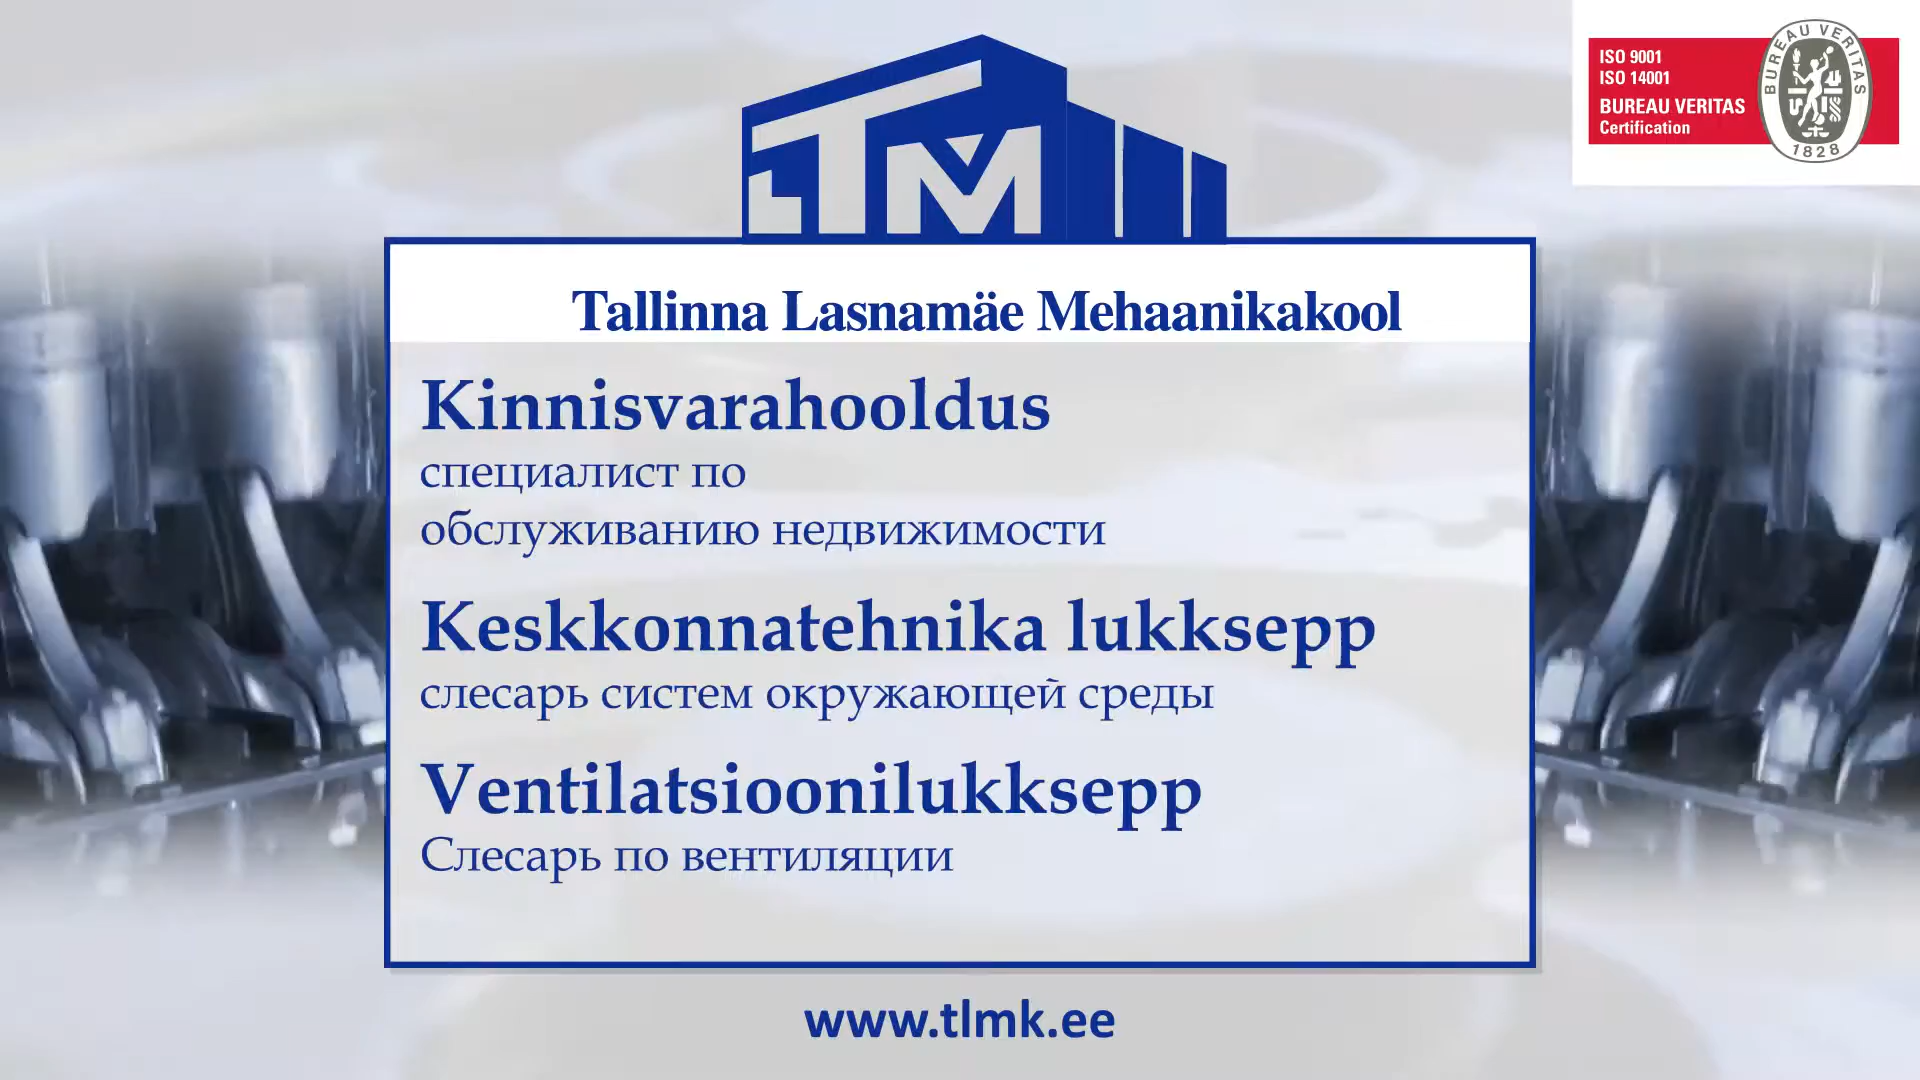 TM
ISO 9001
ISO 14001
BUREAU VERITAS
Certification
BUREAU VERITAS
1828
Tallinna Lasnamäe Mehaanikakool
Kinnisvarahooldus
специалист по
обслуживанию недвижимости
Keskkonnatehnika lukksepp
слесарь систем окружающей среды
Ventilatsioonilukksepp
Слесарь по вентиляции
www.tlmk.ee